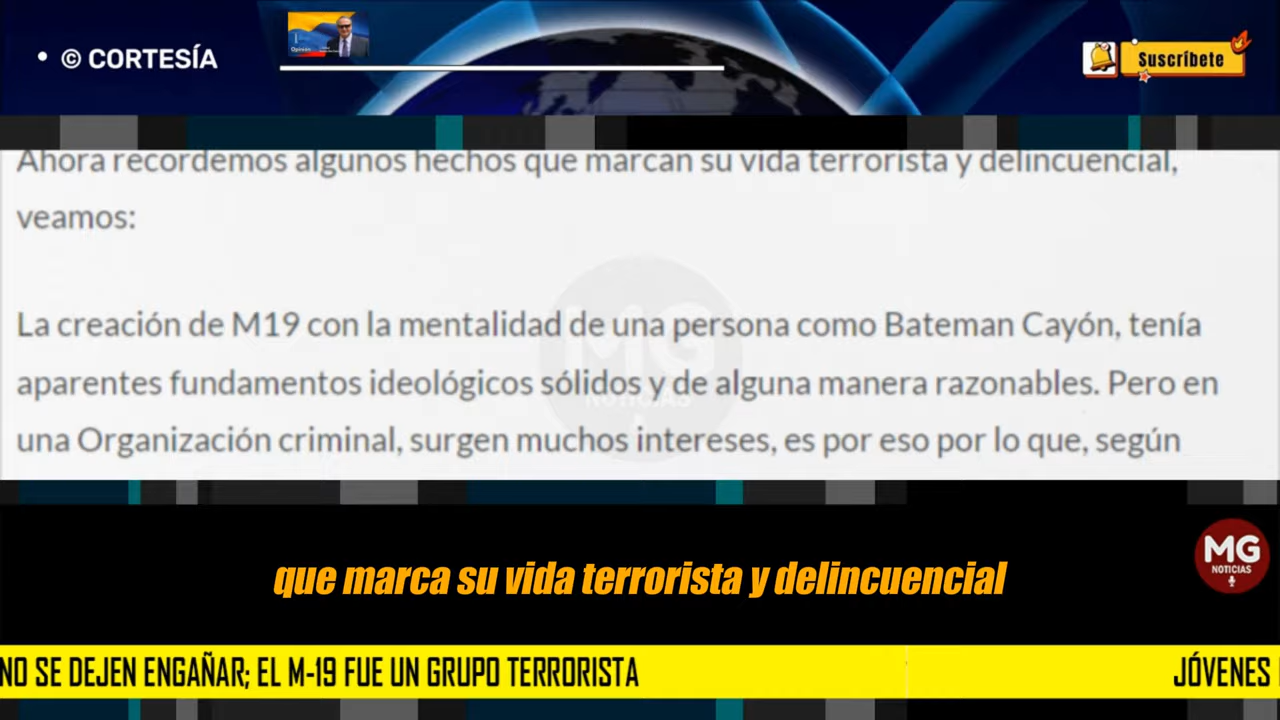 • © CORTESÍA
Opinión
Suscríbete
Ahora recordemos algunos hechos que marcan su vida terrorista y delincuencial,
veamos:
La creación de M19 con la mentalidad de una persona como Bateman Cayón, tenía
aparentes fundamentos ideológicos sólidos y de alguna manera razonables. Pero en
una Organización criminal, surgen muchos intereses, es por eso por lo que, según
MG
NOTICIAS
que marca su vida terrorista y delincuencial
MG
NOTICIAS
NO SE DEJEN ENGAÑAR; EL M-19 FUE UN GRUPO TERRORISTA
JÓVENES